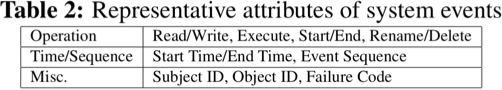 Table 2: Representative attributes of system events
Operation Read/Write, Execute, Start/End, Rename/Delete
Time/Sequence Start Time/End Time, Event Sequence
Misc. Subject ID, Object ID, Failure Code